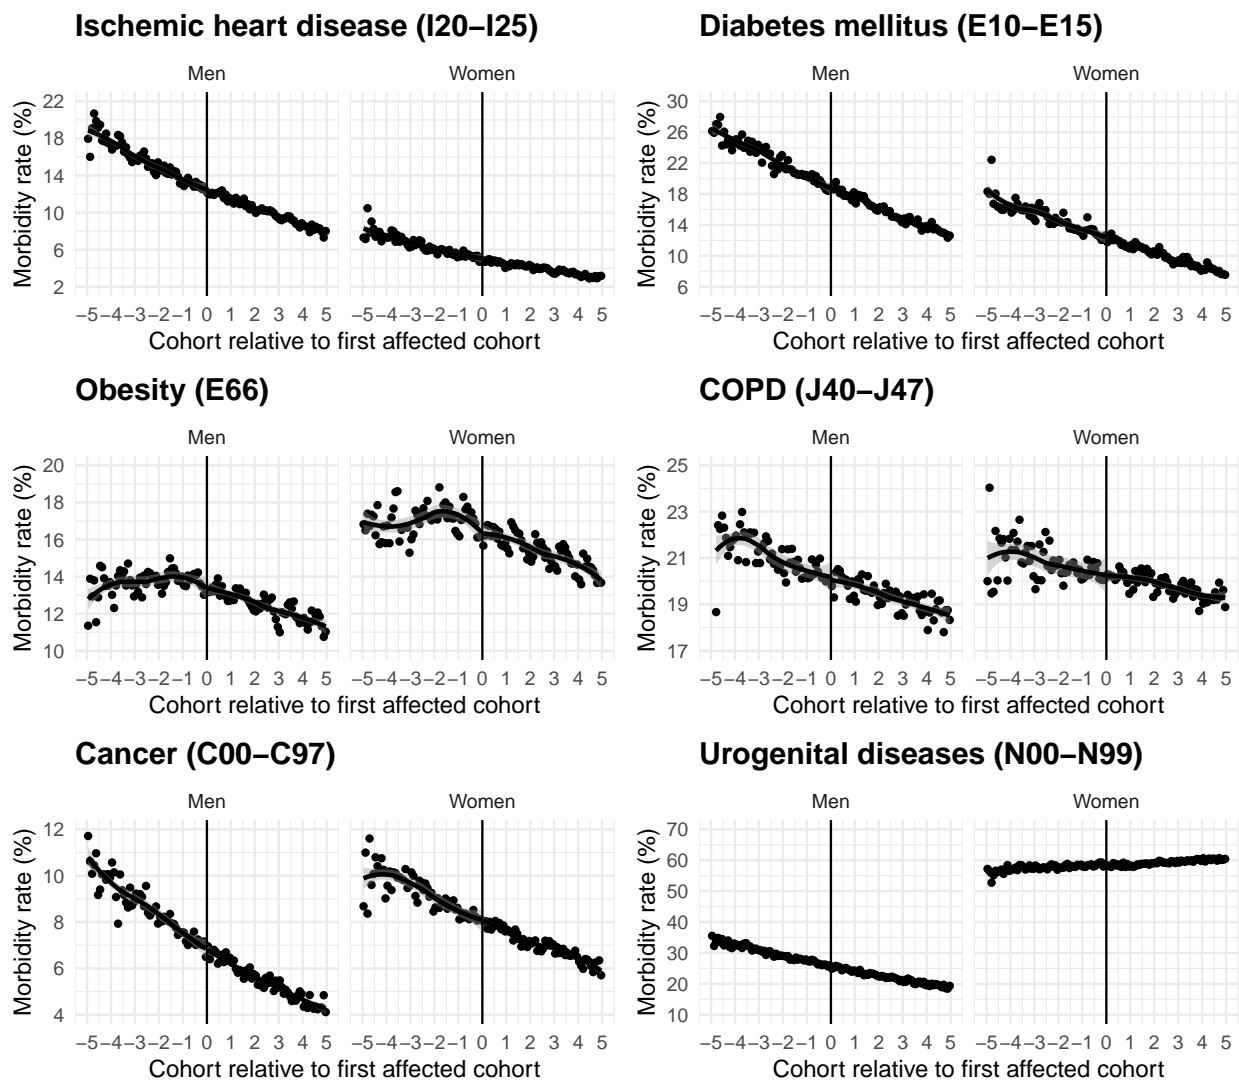 Ischemic heart disease (I20−I25)
Men
Women
Morbidity rate (%)
22
18
14
10
6
2
−5 −4 −3 −2 −1 0 1 2 3 4 5
−5 −4 −3 −2 −1 0 1 2 3 4 5
Cohort relative to first affected cohort
Diabetes mellitus (E10−E15)
Men
Women
Morbidity rate (%)
30
26
22
18
14
10
6
−5 −4 −3 −2 −1 0 1 2 3 4 5
−5 −4 −3 −2 −1 0 1 2 3 4 5
Cohort relative to first affected cohort
Obesity (E66)
Men
Women
Morbidity rate (%)
20
18
16
14
12
10
−5 −4 −3 −2 −1 0 1 2 3 4 5
−5 −4 −3 −2 −1 0 1 2 3 4 5
Cohort relative to first affected cohort
COPD (J40−J47)
Men
Women
Morbidity rate (%)
25
23
21
19
17
−5 −4 −3 −2 −1 0 1 2 3 4 5
−5 −4 −3 −2 −1 0 1 2 3 4 5
Cohort relative to first affected cohort
Cancer (C00−C97)
Men
Women
Morbidity rate (%)
12
10
8
6
4
−5 −4 −3 −2 −1 0 1 2 3 4 5
−5 −4 −3 −2 −1 0 1 2 3 4 5
Cohort relative to first affected cohort
Urogenital diseases (N00−N99)
Men
Women
Morbidity rate (%)
70
60
50
40
30
20
10
−5 −4 −3 −2 −1 0 1 2 3 4 5
−5 −4 −3 −2 −1 0 1 2 3 4 5
Cohort relative to first affected cohort